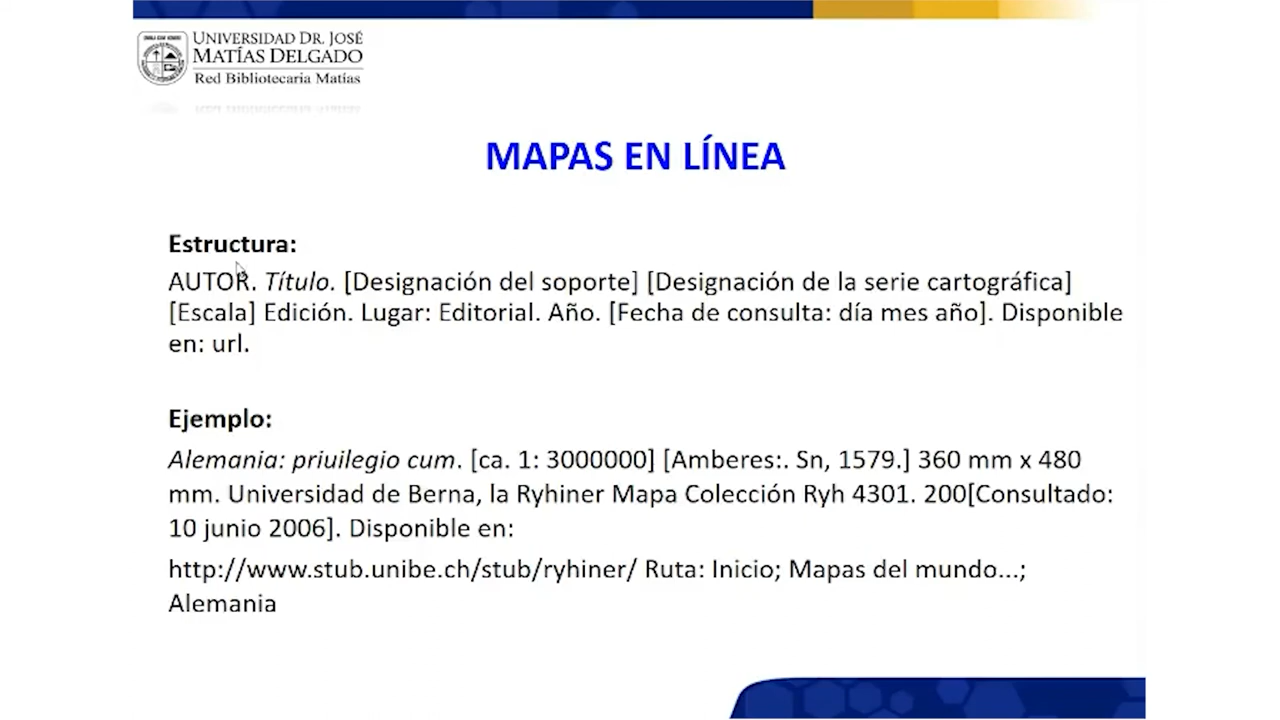 UNIVERSIDAD DR. JOSÉ
MATÍAS DELGADO
Red Bibliotecaria Matías
MAPAS EN LÍNEA
Estructura:
AUTOR. Título. [Designación del soporte] [Designación de la serie cartográfica]
[Escala] Edición. Lugar: Editorial. Año. [Fecha de consulta: día mes año]. Disponible
en: url.
Ejemplo:
Alemania: priuilegio cum. [ca. 1: 3000000] [Amberes:. Sn, 1579.] 360 mm x 480
mm. Universidad de Berna, la Ryhiner Mapa Colección Ryh 4301. 200[Consultado:
10 junio 2006]. Disponible en:
http://www.stub.unibe.ch/stub/ryhiner/ Ruta: Inicio; Mapas del mundo...;
Alemania